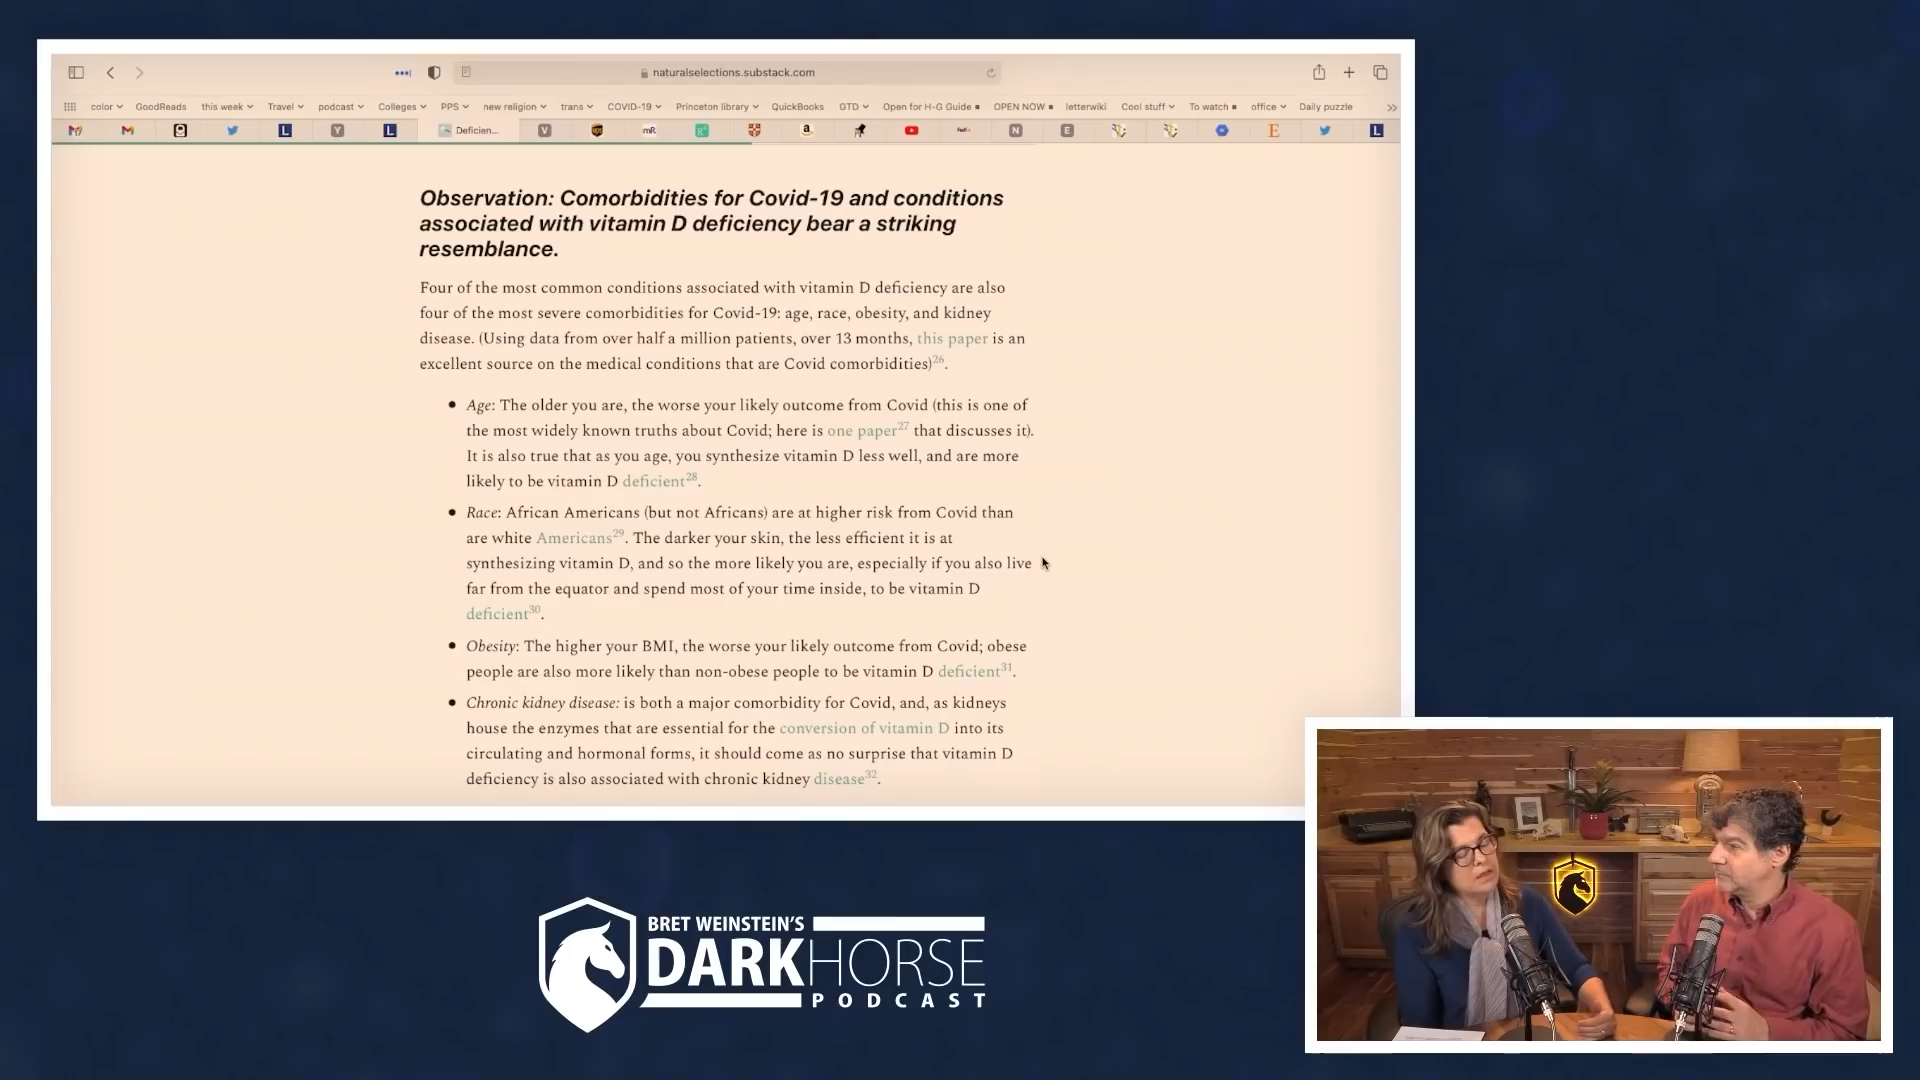 naturalselections.substack.com
color GoodReads this week Travel podcast Colleges PPS new religion trans COVID-19 Princeton library QuickBooks GTD Open for H-G Guide OPEN NOW letterwiki Cool stuff To watch office Daily puzzle
L Y L Deficien... V ups mR a FedEx N E E L
Observation: Comorbidities for Covid-19 and conditions
associated with vitamin D deficiency bear a striking
resemblance.
Four of the most common conditions associated with vitamin D deficiency are also
four of the most severe comorbidities for Covid-19: age, race, obesity, and kidney
disease. (Using data from over half a million patients, over 13 months, this paper is an
excellent source on the medical conditions that are Covid comorbidities)26.
• Age: The older you are, the worse your likely outcome from Covid (this is one of
the most widely known truths about Covid; here is one paper27 that discusses it).
It is also true that as you age, you synthesize vitamin D less well, and are more
likely to be vitamin D deficient28.
• Race: African Americans (but not Africans) are at higher risk from Covid than
are white Americans29. The darker your skin, the less efficient it is at
synthesizing vitamin D, and so the more likely you are, especially if you also live
far from the equator and spend most of your time inside, to be vitamin D
deficient30.
• Obesity: The higher your BMI, the worse your likely outcome from Covid; obese
people are also more likely than non-obese people to be vitamin D deficient31.
• Chronic kidney disease: is both a major comorbidity for Covid, and, as kidneys
house the enzymes that are essential for the conversion of vitamin D into its
circulating and hormonal forms, it should come as no surprise that vitamin D
deficiency is also associated with chronic kidney disease32.
BRET WEINSTEIN'S
DARKHORSE
PODCAST